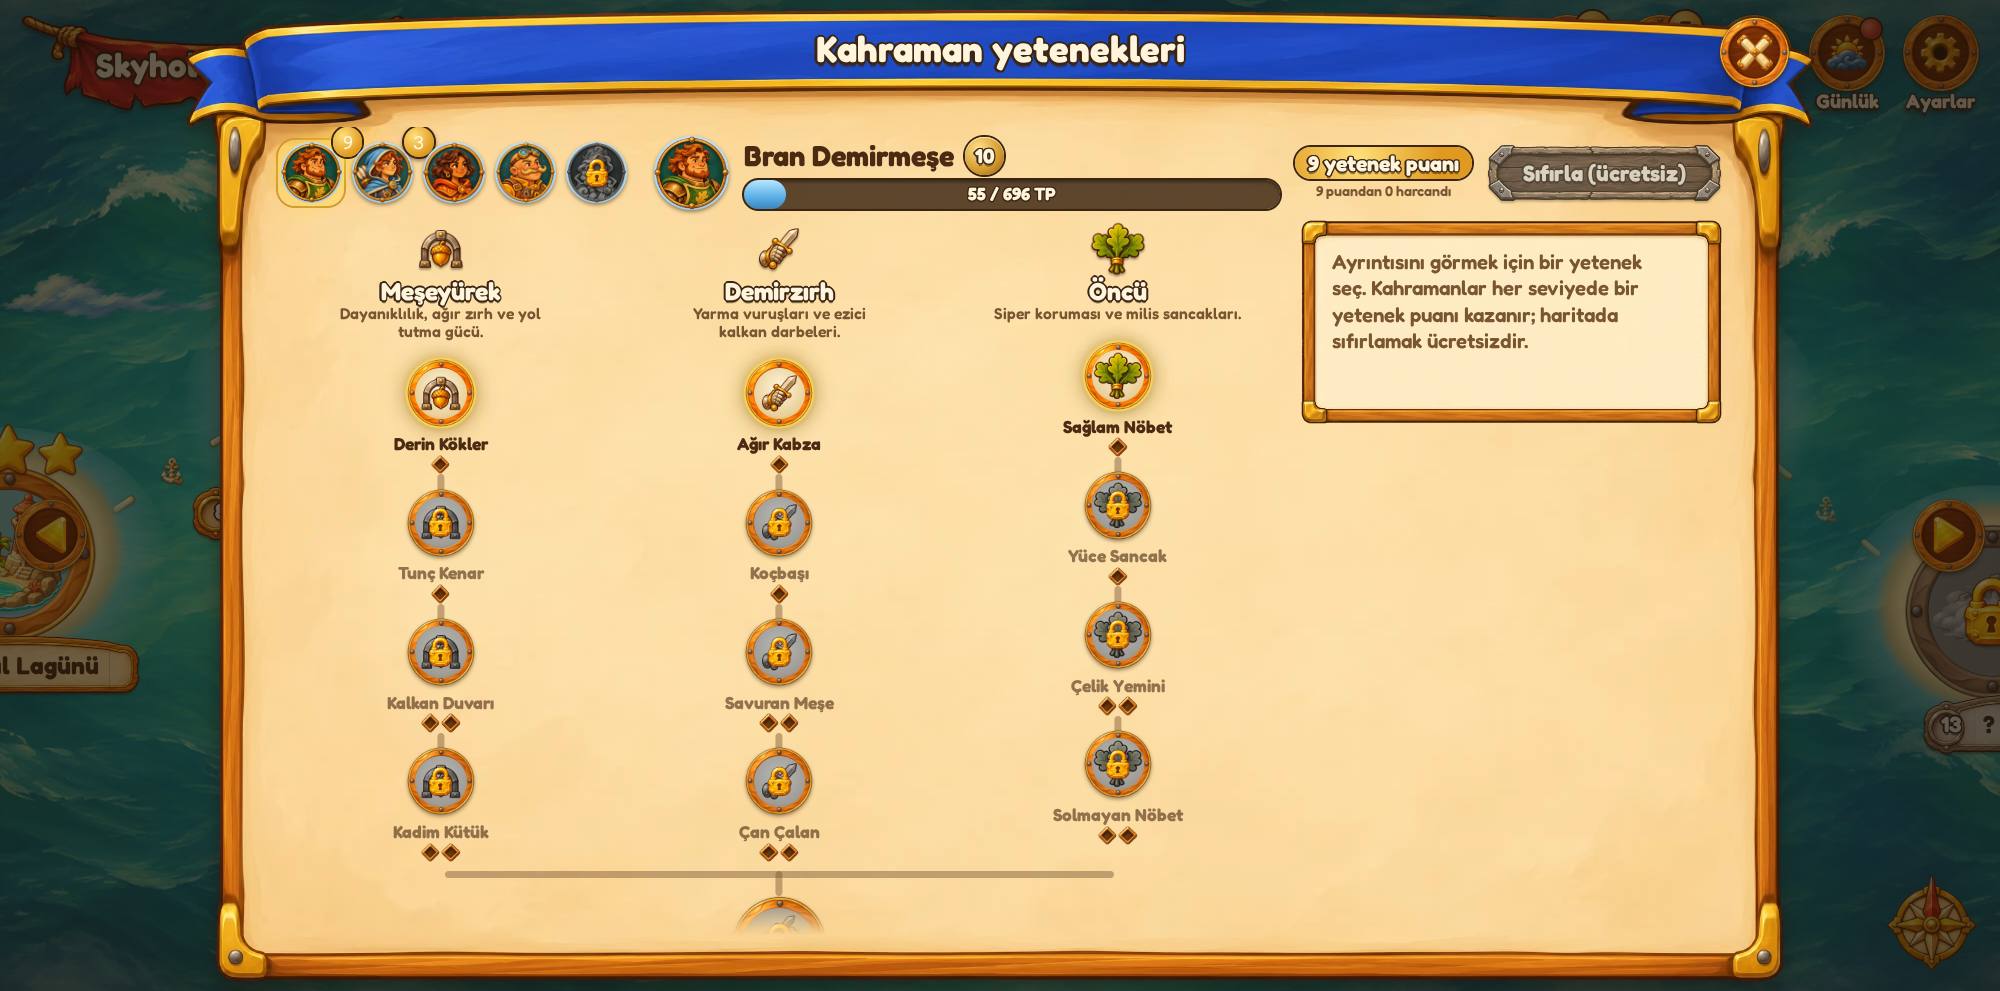 Kahraman yetenekleri
Günlük
Ayarlar
9
3
Bran Demirmeşe 10
55 / 696 TP
9 yetenek puanı
9 puandan 0 harcandı
Sıfırla (ücretsiz)
Meşeyürek
Dayanıklılık, ağır zırh ve yol
tutma gücü.
Derin Kökler
Tunç Kenar
Kalkan Duvarı
Kadim Kütük
Demirzırh
Yarma vuruşları ve ezici
kalkan darbeleri.
Ağır Kabza
Koçbaşı
Savuran Meşe
Çan Çalan
Öncü
Siper koruması ve milis sancakları.
Sağlam Nöbet
Yüce Sancak
Çelik Yemini
Solmayan Nöbet
Ayrıntısını görmek için bir yetenek
seç. Kahramanlar her seviyede bir
yetenek puanı kazanır; haritada
sıfırlamak ücretsizdir.
Lagünü
13 ?